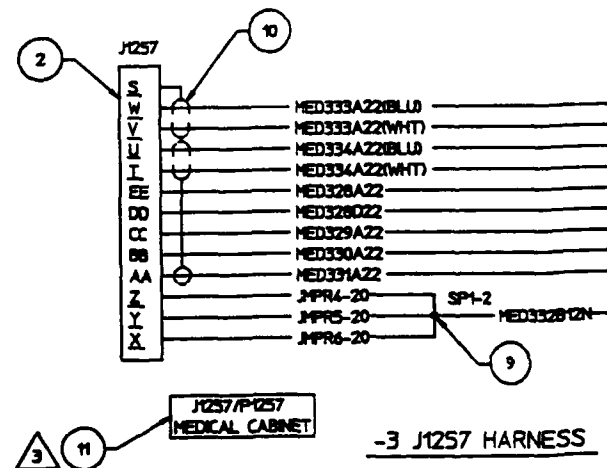 10
J1257
2
S
W MED333A22(BLU)
V MED333A22(WHT)
U MED334A22(BLU)
T MED334A22(WHT)
EE MED328A22
DD MED328D22
CC MED329A22
BB MED330A22
AA MED331A22
Z JMPR4-20 SP1-2
Y JMPR5-20 MED332B12N
X JMPR6-20
9
J1257/P1257
MEDICAL CABINET
3 11
-3 J1257 HARNESS